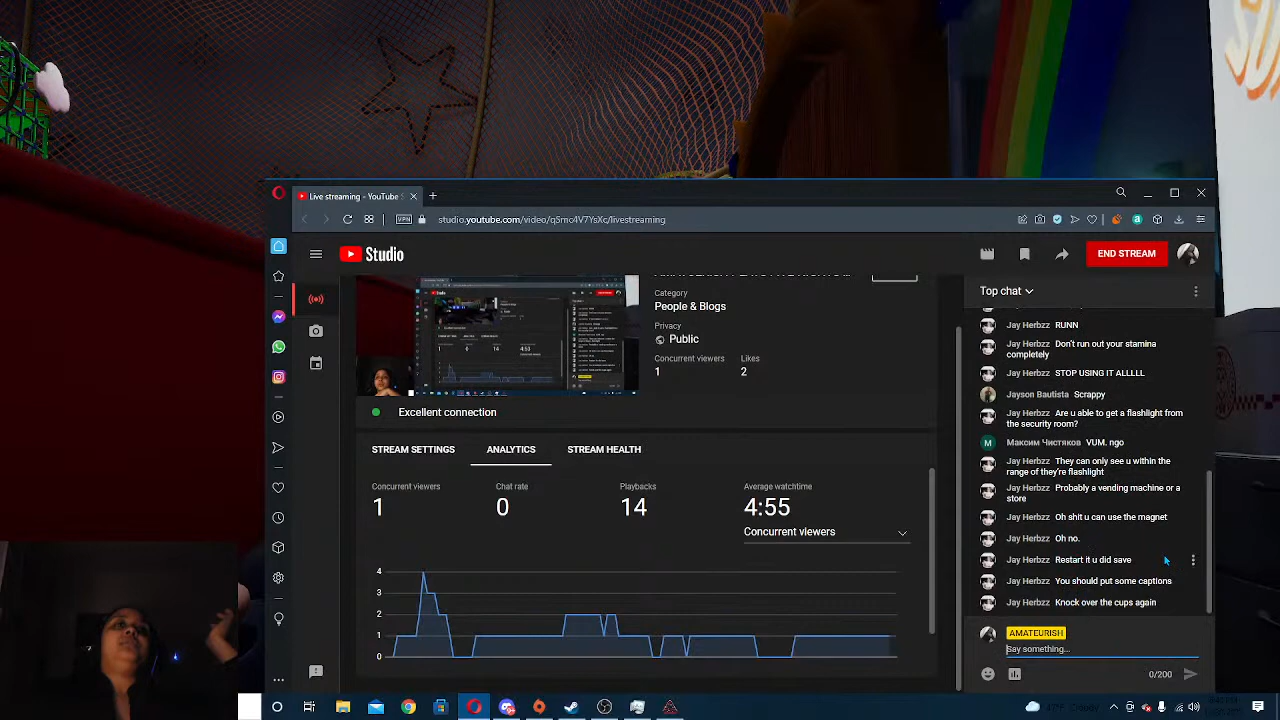 Live streaming - YouTube S
VPN
studio.youtube.com/video/q5mc4V7YsXc/livestreaming
Studio
END STREAM
Category
People & Blogs
Privacy
Public
Concurrent viewers
Likes
1
2
Excellent connection
STREAM SETTINGS
ANALYTICS
STREAM HEALTH
Concurrent viewers
Chat rate
Playbacks
Average watchtime
1
0
14
4:55
Concurrent viewers
4
3
2
1
0
Top chat
Jay Herbzz RUNN
Jay Herbzz Don't run out your stamina
completely
Jay Herbzz STOP USING IT ALLLLL
Jayson Bautista Scrappy
Jay Herbzz Are u able to get a flashlight from
the security room?
М Максим Чистяков VUM. ngo
Jay Herbzz They can only see u within the
range of they're flashlight
Jay Herbzz Probably a vending machine or a
store
Jay Herbzz Oh shit u can use the magnet
Jay Herbzz Oh no.
Jay Herbzz Restart it u did save
Jay Herbzz You should put some captions
Jay Herbzz Knock over the cups again
AMATEURISH
Say something...
0/200
47°F Cloudy